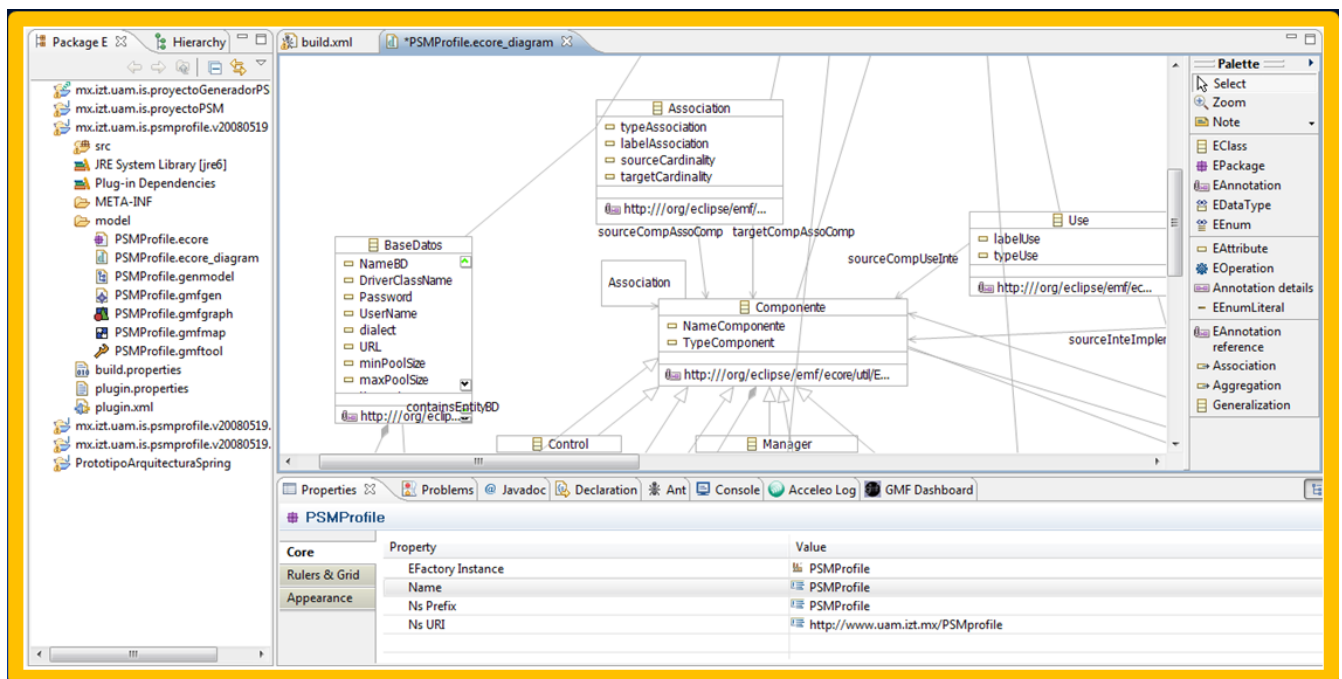 Package E
Hierarchy
build.xml
*PSMProfile.ecore_diagram
mx.izt.uam.is.proyectoGeneradorPS
mx.izt.uam.is.proyectoPSM
mx.izt.uam.is.psmprofile.v20080519
src
JRE System Library [jre6]
Plug-in Dependencies
META-INF
model
PSMProfile.ecore
PSMProfile.ecore_diagram
PSMProfile.genmodel
PSMProfile.gmfgen
PSMProfile.gmfgraph
PSMProfile.gmfmap
PSMProfile.gmftool
build.properties
plugin.properties
plugin.xml
mx.izt.uam.is.psmprofile.v20080519.
mx.izt.uam.is.psmprofile.v20080519.
PrototipoArquitecturaSpring
Association
typeAssociation
labelAssociation
sourceCardinality
targetCardinality
http:///org/eclipse/emf/...
sourceCompAssoComp
targetCompAssoComp
BaseDatos
NameBD
DriverClassName
Password
UserName
dialect
URL
minPoolSize
maxPoolSize
http:///org/eclip...
containsEntityBD
Association
Componente
NameComponente
TypeComponent
http:///org/eclipse/emf/ecore/util/E...
sourceCompUseInte
Use
labelUse
typeUse
http:///org/eclipse/emf/ec...
sourceInteImplem
Control
Manager
Palette
Select
Zoom
Note
EClass
EPackage
EAnnotation
EDataType
EEnum
EAttribute
EOperation
Annotation details
EEnumLiteral
EAnnotation
reference
Association
Aggregation
Generalization
Properties
Problems
@ Javadoc
Declaration
Ant
Console
Acceleo Log
GMF Dashboard
PSMProfile
Core
Rulers & Grid
Appearance
Property Value
EFactory Instance PSMProfile
Name PSMProfile
Ns Prefix PSMProfile
Ns URI http://www.uam.izt.mx/PSMprofile